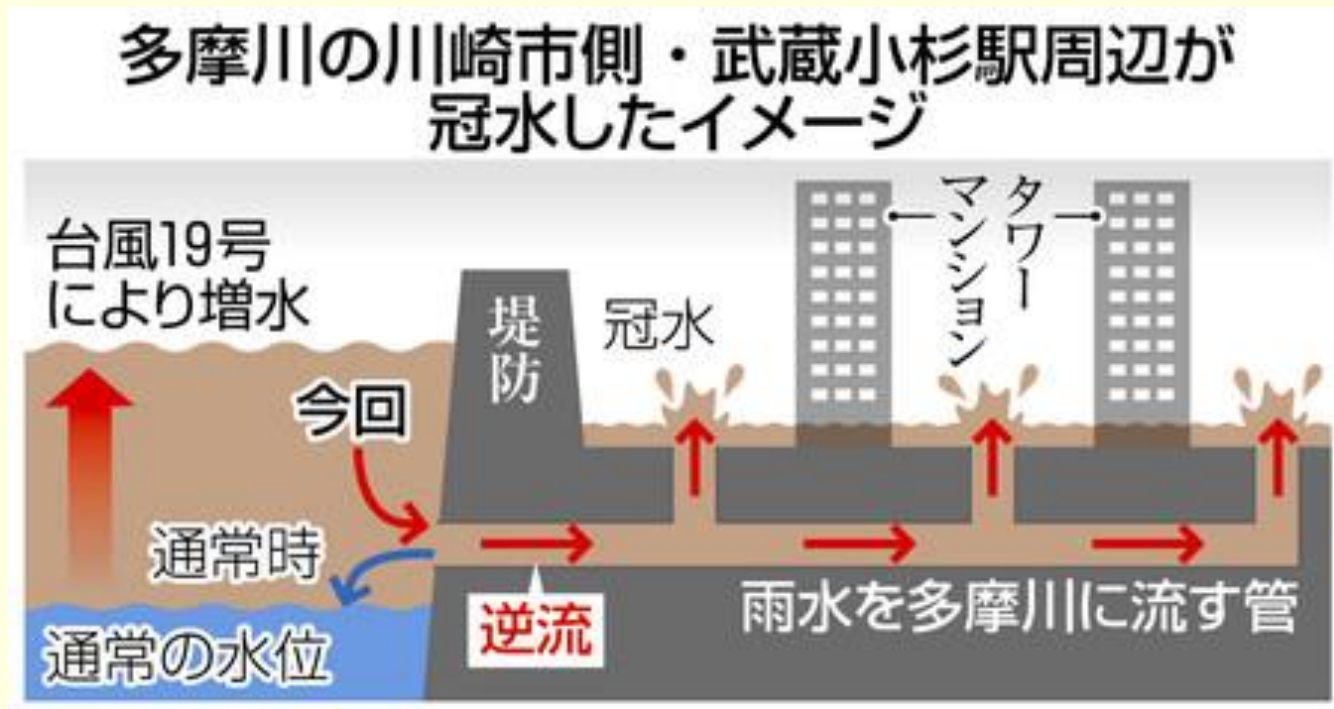 多摩川の川崎市側・武蔵小杉駅周辺が
冠水したイメージ
台風19号
により増水
今回
通常時
通常の水位
堤防
冠水
タワー
マンション
逆流
雨水を多摩川に流す管